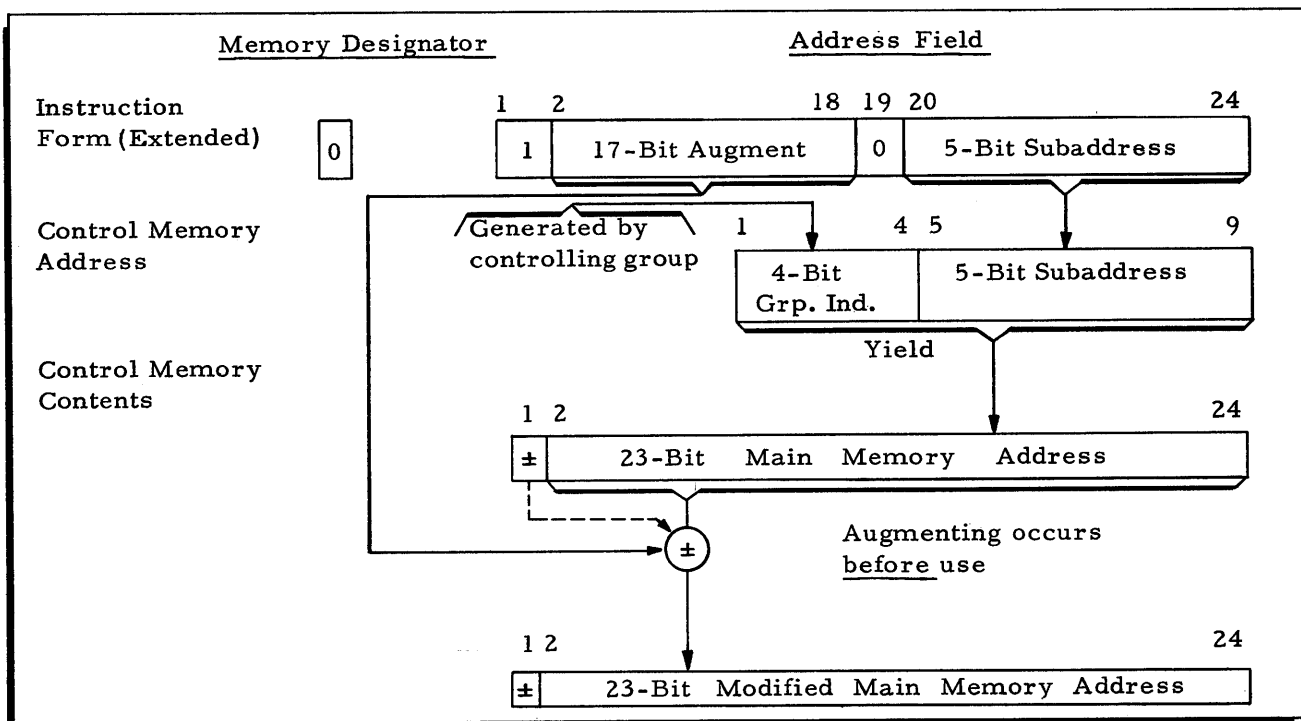 Memory Designator Address Field
Instruction
Form (Extended)
1 2 18 19 20 24
0 1 17-Bit Augment 0 5-Bit Subaddress
Control Memory
Address
Generated by
controlling group
1 4 5 9
4-Bit
Grp. Ind.
5-Bit Subaddress
Yield
Control Memory
Contents
1 2 24
± 23-Bit Main Memory Address
±
Augmenting occurs
before use
1 2 24
± 23-Bit Modified Main Memory Address